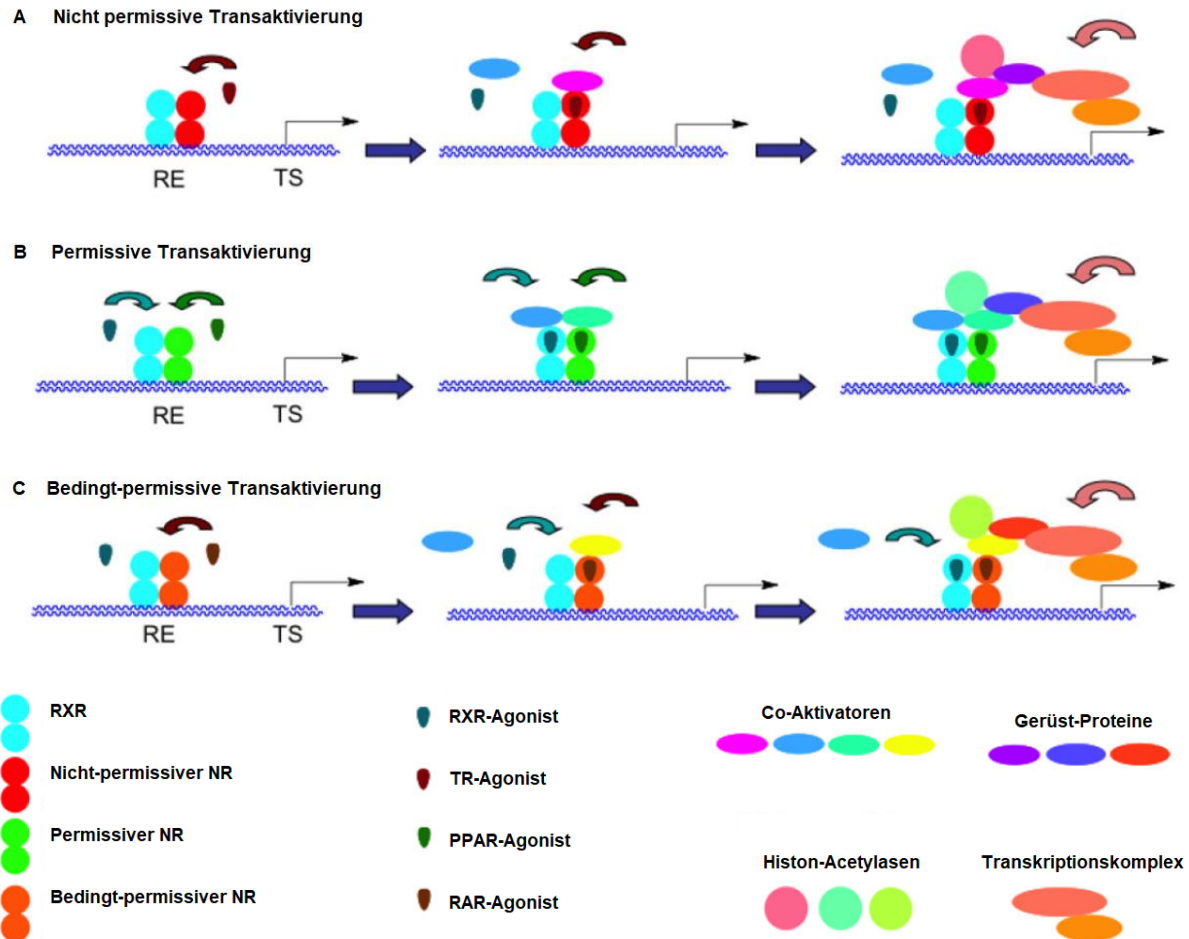 A Nicht permissive Transaktivierung
RE TS
B Permissive Transaktivierung
RE TS
C Bedingt-permissive Transaktivierung
RE TS
RXR
Nicht-permissiver NR
Permissiver NR
Bedingt-permissiver NR
RXR-Agonist
TR-Agonist
PPAR-Agonist
RAR-Agonist
Co-Aktivatoren
Gerüst-Proteine
Histon-Acetylasen
Transkriptionskomplex